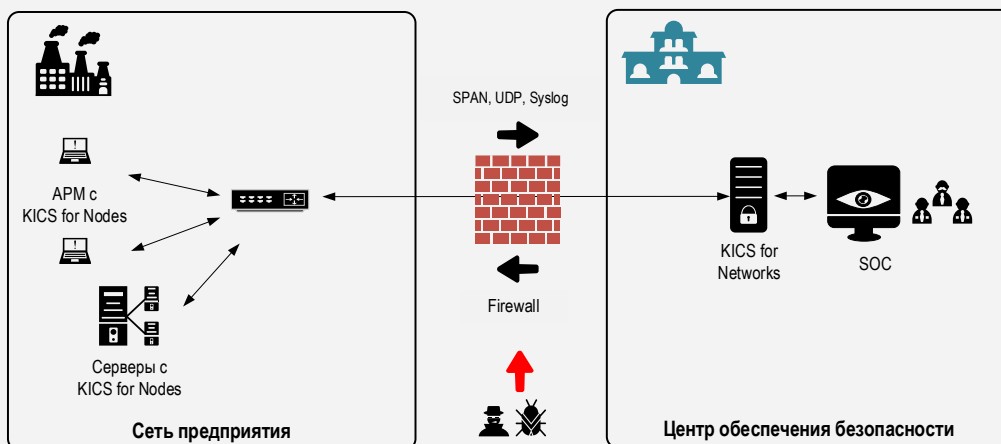 SPAN, UDP, Syslog
АРМ с
KICS for Nodes
KICS for
Networks
SOC
Firewall
Серверы с
KICS for Nodes
Сеть предприятия
Центр обеспечения безопасности